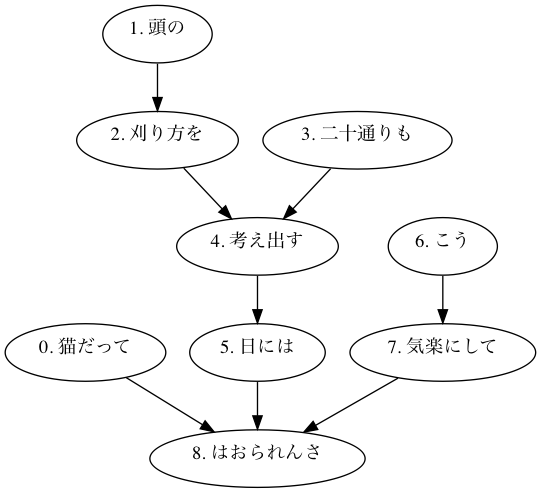 1. 頭の
2. 刈り方を
3. 二十通りも
4. 考え出す
6. こう
0. 猫だって
5. 日には
7. 気楽にして
8. はおられんさ